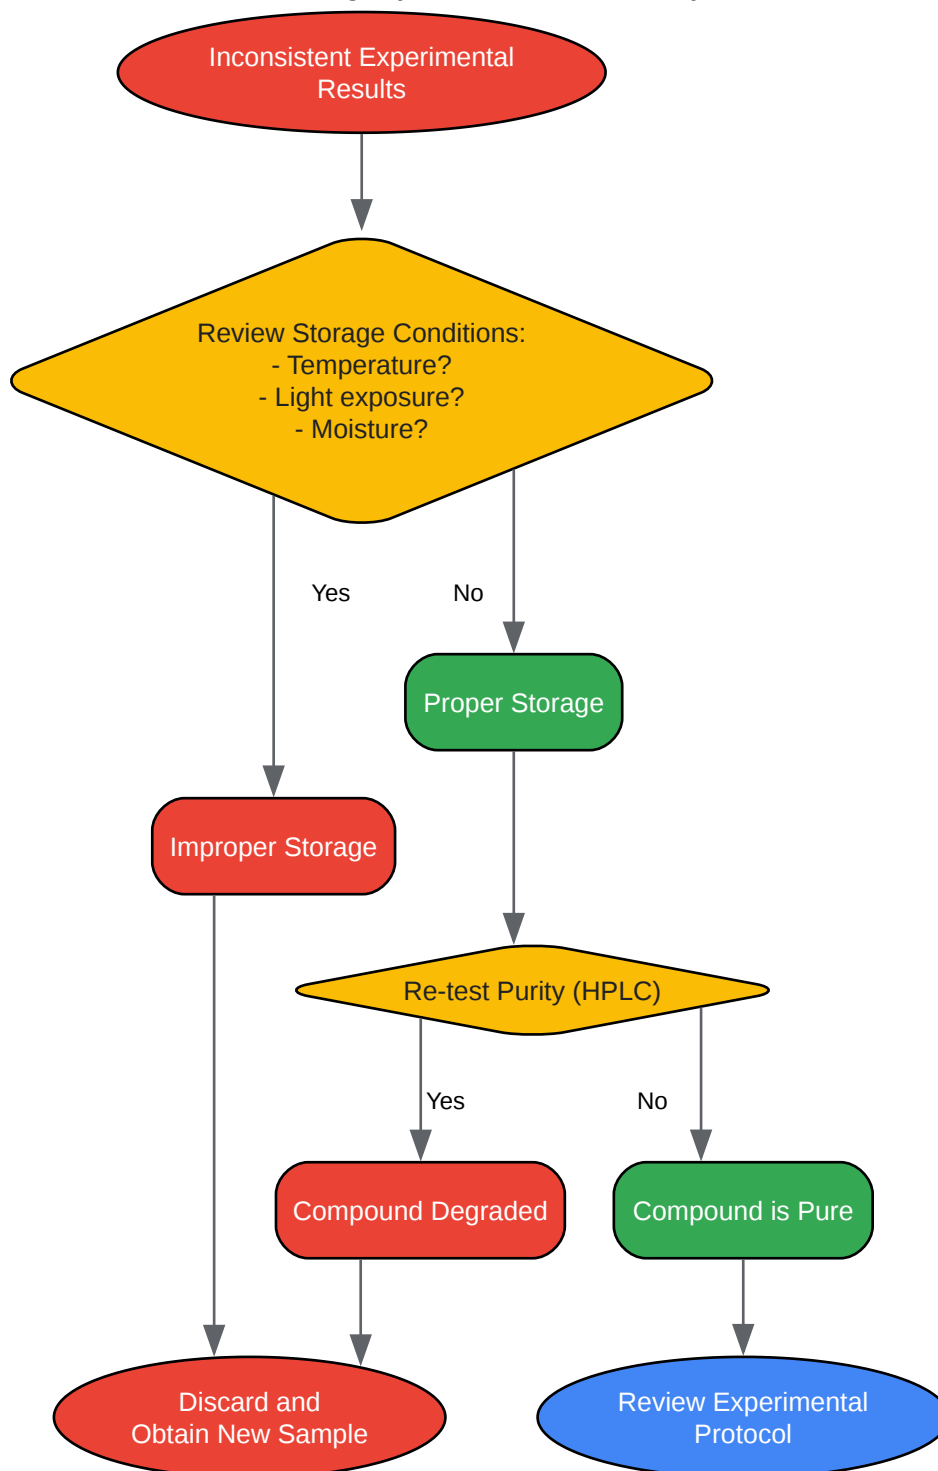 Inconsistent Experimental
Results
Review Storage Conditions:
- Temperature?
- Light exposure?
- Moisture?
Yes
No
Proper Storage
Improper Storage
Re-test Purity (HPLC)
Yes
No
Compound Degraded
Compound is Pure
Discard and
Obtain New Sample
Review Experimental
Protocol